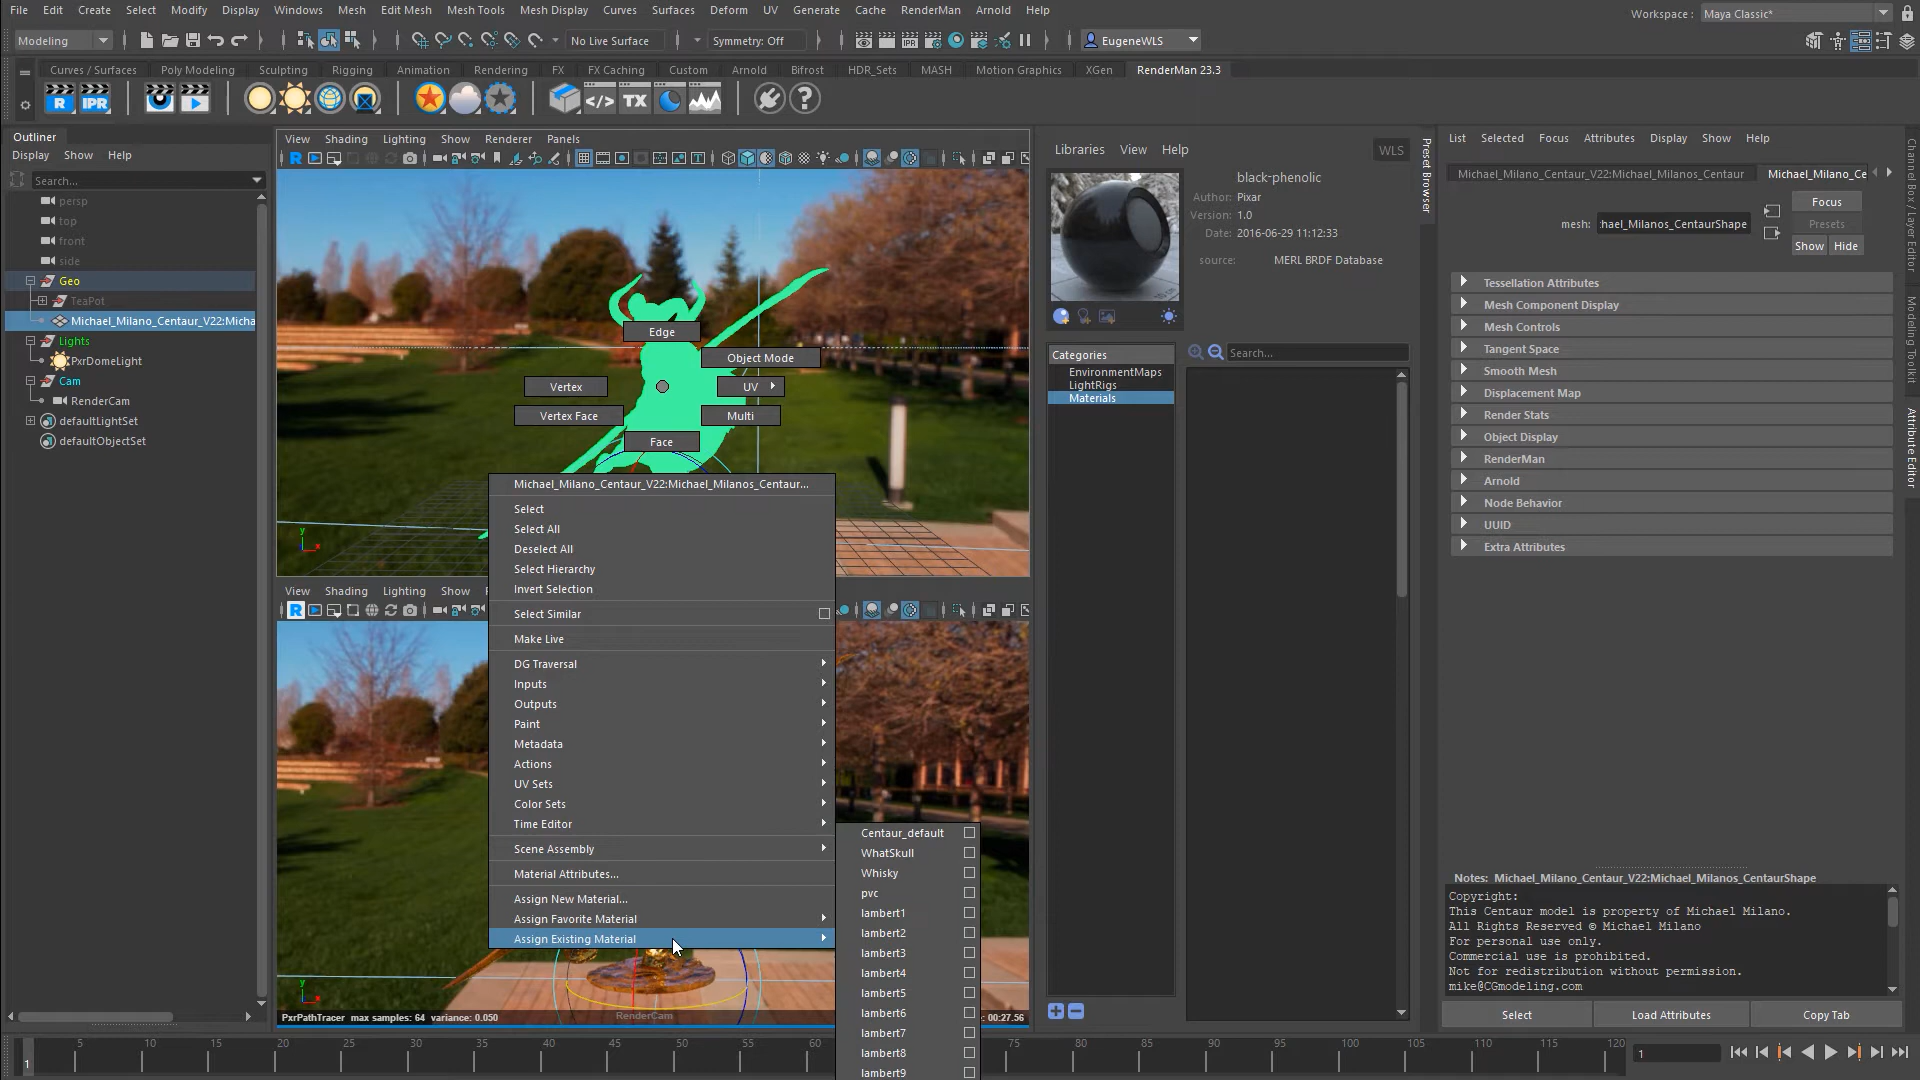 File Edit Create Select Modify Display Windows Mesh Edit Mesh Mesh Tools Mesh Display Curves Surfaces Deform UV Generate Cache RenderMan Arnold Help
Workspace : Maya Classic*
Modeling
No Live Surface
Symmetry: Off
IPR
EugeneWLS
Curves / Surfaces Poly Modeling Sculpting Rigging Animation Rendering FX FX Caching Custom Arnold Bifrost HDR_Sets MASH Motion Graphics XGen RenderMan 23.3
R IPR </> TX ?
Outliner
Display Show Help
Search...
persp
top
front
side
Geo
TeaPot
Michael_Milano_Centaur_V22:Micha
Lights
PxrDomeLight
Cam
RenderCam
defaultLightSet
defaultObjectSet
View Shading Lighting Show Renderer Panels
Edge
Object Mode
Vertex
UV
Vertex Face
Multi
Face
Michael_Milano_Centaur_V22:Michael_Milanos_Centaur...
Select
Select All
Deselect All
Select Hierarchy
Invert Selection
Select Similar
Make Live
DG Traversal
Inputs
Outputs
Paint
Metadata
Actions
UV Sets
Color Sets
Time Editor
Scene Assembly
Material Attributes...
Assign New Material...
Assign Favorite Material
Assign Existing Material
Centaur_default
WhatSkull
Whisky
pvc
lambert1
lambert2
lambert3
lambert4
lambert5
lambert6
lambert7
lambert8
lambert9
View Shading Lighting Show
PxrPathTracer max samples: 64 variance: 0.050
RenderCam
00:27.56
Libraries View Help
WLS
black-phenolic
Author: Pixar
Version: 1.0
Date: 2016-06-29 11:12:33
source: MERL BRDF Database
Categories
EnvironmentMaps
LightRigs
Materials
Search...
Preset Browser
List Selected Focus Attributes Display Show Help
Michael_Milano_Centaur_V22:Michael_Milanos_Centaur
Michael_Milano_Ce
Focus
mesh: :hael_Milanos_CentaurShape
Presets
Show Hide
Tessellation Attributes
Mesh Component Display
Mesh Controls
Tangent Space
Smooth Mesh
Displacement Map
Render Stats
Object Display
RenderMan
Arnold
Node Behavior
UUID
Extra Attributes
Notes: Michael_Milano_Centaur_V22:Michael_Milanos_CentaurShape
Copyright:
This Centaur model is property of Michael Milano.
All Rights Reserved © Michael Milano
For personal use only.
Commercial use is prohibited.
Not for redistribution without permission.
mike@CGmodeling.com
Select
Load Attributes
Copy Tab
Channel Box / Layer Editor
Modeling Toolkit
Attribute Editor
1 5 10 15 20 25 30 35 40 45 50 55 60 75 80 85 90 95 100 105 110 115 120
1